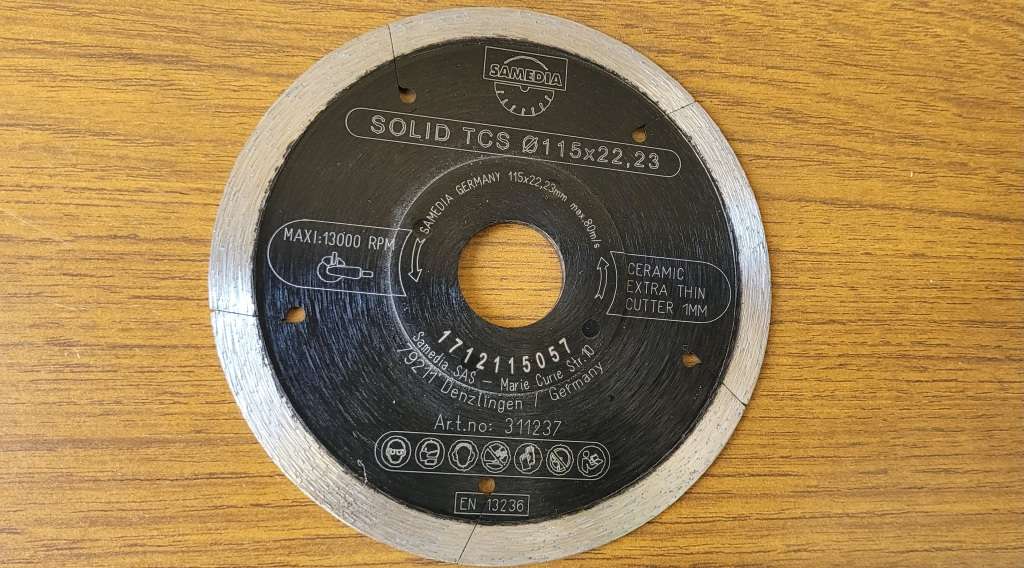 SAMEDIA
SOLID TCS Ø115x22,23
SAMEDIA GERMANY 115x22,23mm max.80m/s
MAXI:13000 RPM
CERAMIC
EXTRA THIN
CUTTER 1MM
1712115057
Samedia SAS – Marie Curie Str.10
79211 Denzlingen / Germany
Art.no: 311237
EN 13236